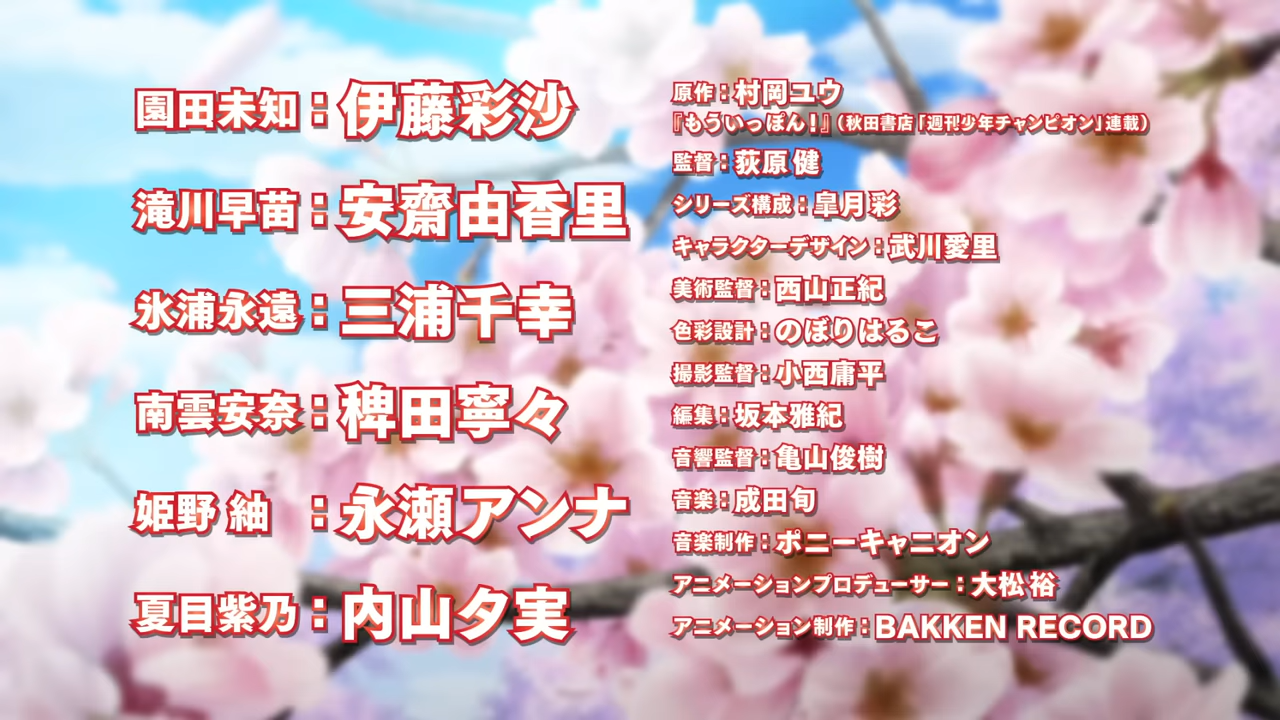 園田未知：伊藤彩沙
滝川早苗：安齋由香里
氷浦永遠：三浦千幸
南雲安奈：稗田寧々
姫野 紬　：永瀬アンナ
夏目紫乃：内山夕実
原作：村岡ユウ
『もういっぽん！』（秋田書店「週刊少年チャンピオン」連載）
監督：荻原 健
シリーズ構成：皐月 彩
キャラクターデザイン：武川愛里
美術監督：西山正紀
色彩設計：のぼりはるこ
撮影監督：小西庸平
編集：坂本雅紀
音響監督：亀山俊樹
音楽：成田 旬
音楽制作：ポニーキャニオン
アニメーションプロデューサー：大松 裕
アニメーション制作：BAKKEN RECORD